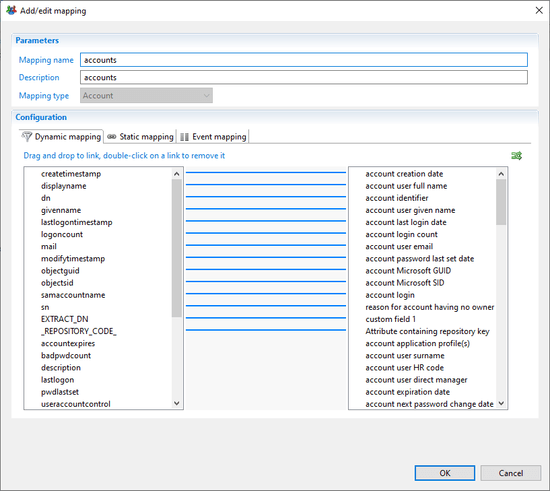 Add/edit mapping
Parameters
Mapping name accounts
Description accounts
Mapping type Account
Configuration
Dynamic mapping Static mapping Event mapping
Drag and drop to link, double-click on a link to remove it
createtimestamp account creation date
displayname account user full name
dn account identifier
givenname account user given name
lastlogontimestamp account last login date
logoncount account login count
mail account user email
modifytimestamp account password last set date
objectguid account Microsoft GUID
objectsid account Microsoft SID
samaccountname account login
sn reason for account having no owner
EXTRACT_DN custom field 1
_REPOSITORY_CODE_ Attribute containing repository key
accountexpires account application profile(s)
badpwdcount account user surname
description account user HR code
lastlogon account user direct manager
pwdlastset account expiration date
useraccountcontrol account next password change date
OK Cancel